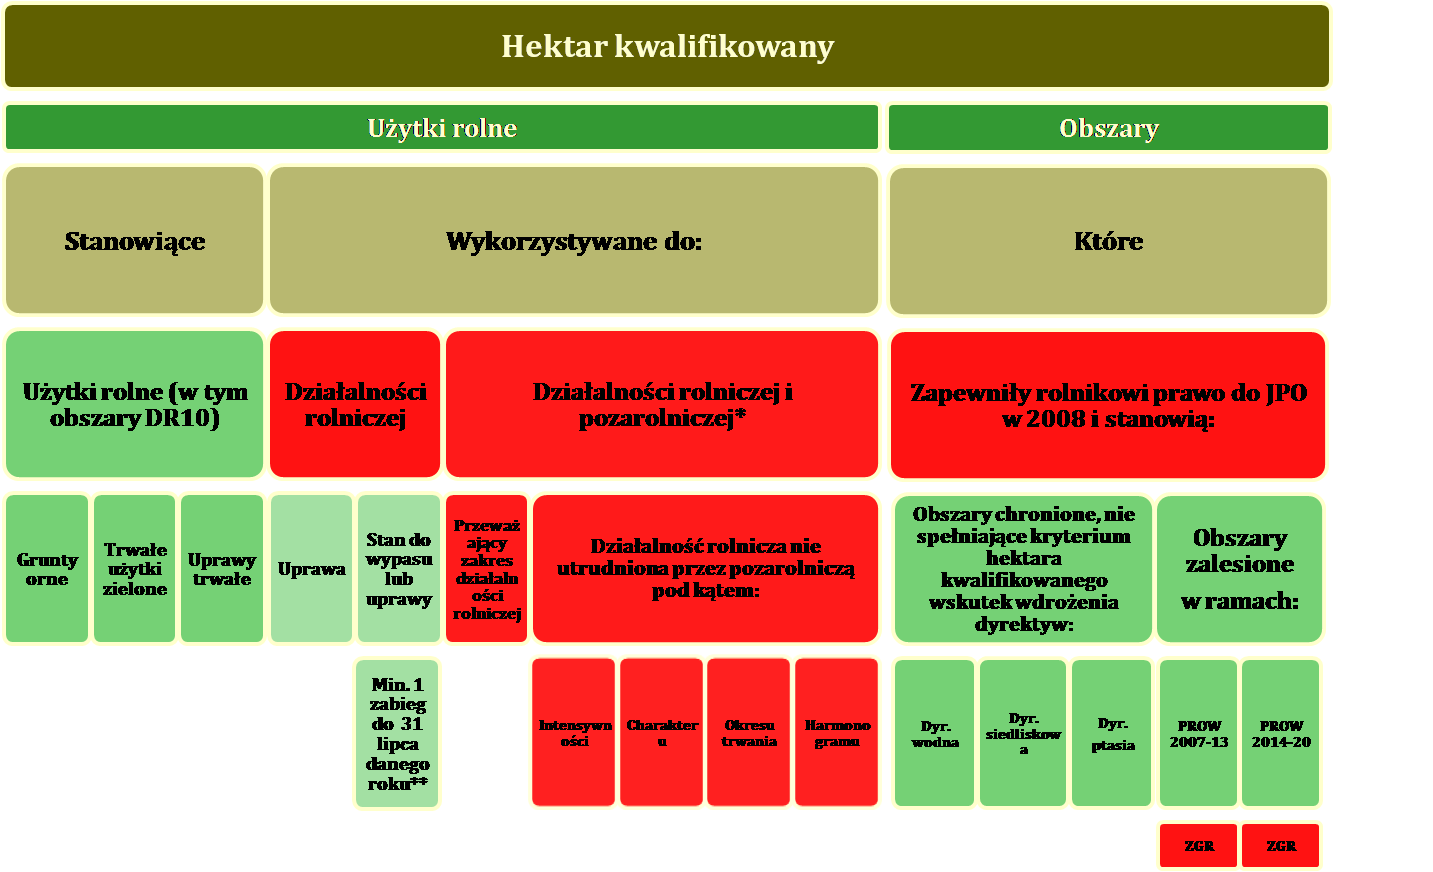 Hektar kwalifikowany
Użytki rolne
Obszary
Stanowiące
Wykorzystywane do:
Które
Użytki rolne (w tym
obszary DR10)
Działalności
rolniczej
Działalności rolniczej i
pozarolniczej*
Zapewniły rolnikowi prawo do JPO
w 2008 i stanowią:
Grunty
orne
Trwałe
użytki
zielone
Uprawy
trwałe
Uprawa
Stan do
wypasu
lub
uprawy
Przeważ
ający
zakres
działaln
ości
rolniczej
Działalność rolnicza nie
utrudniona przez pozarolniczą
pod kątem:
Obszary chronione, nie
spełniające kryterium
hektara
kwalifikowanego
wskutek wdrożenia
dyrektyw:
Obszary
zalesione
w ramach:
Min. 1
zabieg
do 31
lipca
danego
roku**
Intensywn
ości
Charakter
u
Okresu
trwania
Harmono
gramu
Dyr.
wodna
Dyr.
siedliskow
a
Dyr.
ptasia
PROW
2007-13
PROW
2014-20
ZGR
ZGR